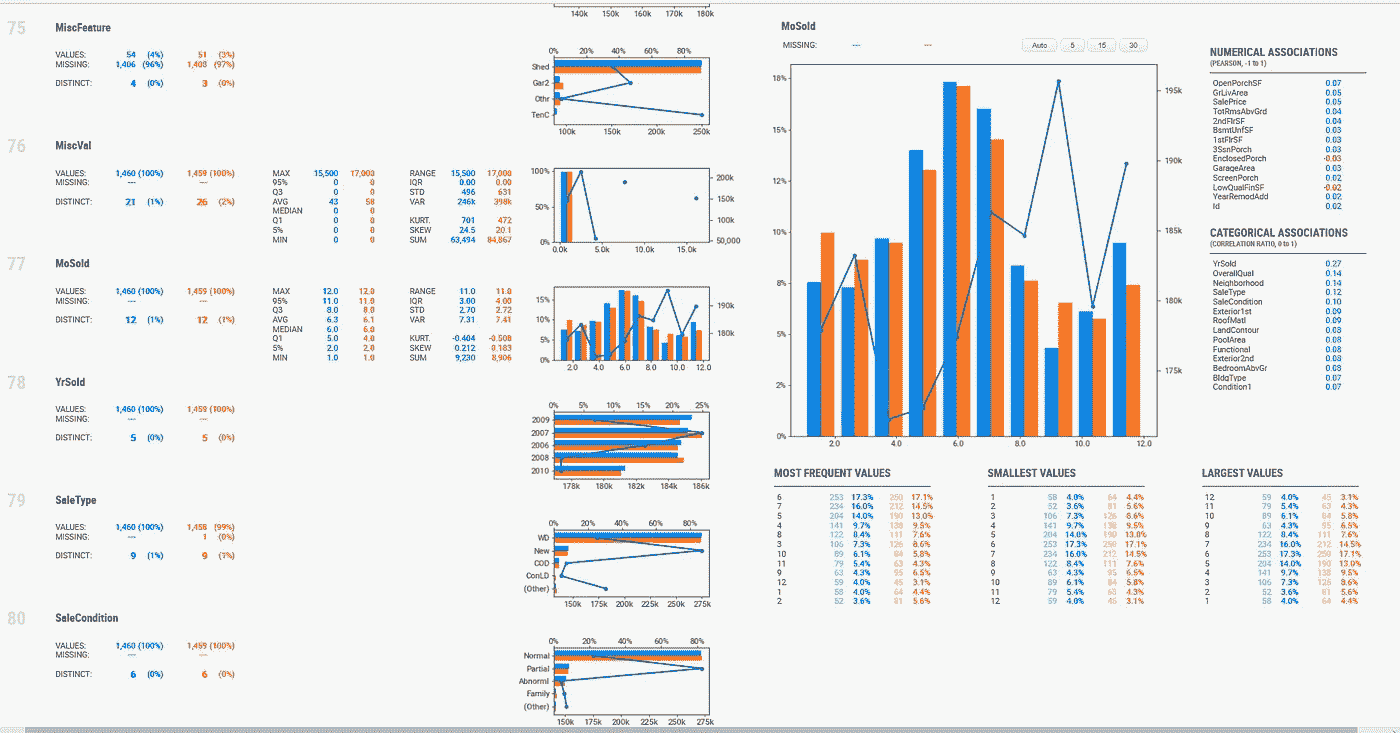 140k 160k 170k 180k
75 MiscFeature
VALUES: 54 (4%) 51 (3%)
MISSING: 1,406 (96%) 1,408 (97%)
DISTINCT: 4 (0%) 3 (0%)
0% 20% 40% 60% 80%
Shed
Gar2
Othr
TenC
100k 150k 200k 250k
76 MiscVal
VALUES: 1,460 (100%) 1,459 (100%)
MISSING: --- ---
DISTINCT: 21 (1%) 26 (2%)
MAX 15,500 17,000
95% 0 0
Q3 0 0
AVG 43 58
MEDIAN 0 0
Q1 0 0
5% 0 0
MIN 0 0
RANGE 15,500 17,000
IQR 0.00 0.00
STD 496 631
VAR 246k 398k
KURT. 701 472
SKEW 24.5 20.1
SUM 63,494 84,867
100%
50%
0%
200k
150k
100k
50,000
0.0k 5.0k 10.0k 15.0k
77 MoSold
VALUES: 1,460 (100%) 1,459 (100%)
MISSING: --- ---
DISTINCT: 12 (1%) 12 (1%)
MAX 12.0 12.0
95% 11.0 11.0
Q3 8.0 8.0
AVG 6.3 6.1
MEDIAN 6.0 6.0
Q1 5.0 4.0
5% 2.0 2.0
MIN 1.0 1.0
RANGE 11.0 11.0
IQR 3.00 4.00
STD 2.70 2.72
VAR 7.31 7.41
KURT. -0.404 -0.508
SKEW 0.212 0.183
SUM 9,230 8,906
15%
10%
5%
0%
190k
180k
2.0 4.0 6.0 8.0 10.0 12.0
78 YrSold
VALUES: 1,460 (100%) 1,459 (100%)
MISSING: --- ---
DISTINCT: 5 (0%) 5 (0%)
0% 5% 10% 15% 20% 25%
2009
2007
2006
2008
2010
178k 180k 182k 184k 186k
79 SaleType
VALUES: 1,460 (100%) 1,458 (99%)
MISSING: --- 1 (0%)
DISTINCT: 9 (1%) 9 (1%)
0% 20% 40% 60% 80%
WD
New
COD
ConLD
(Other)
150k 175k 200k 225k 250k 275k
80 SaleCondition
VALUES: 1,460 (100%) 1,459 (100%)
MISSING: --- ---
DISTINCT: 6 (0%) 6 (0%)
0% 20% 40% 60% 80%
Normal
Partial
Abnorml
Family
(Other)
150k 175k 200k 225k 250k 275k
MoSold
MISSING: --- ---
Auto 5 15 30
18%
15%
12%
10%
8%
5%
2%
0%
195k
190k
185k
180k
175k
2.0 4.0 6.0 8.0 10.0 12.0
NUMERICAL ASSOCIATIONS
(PEARSON, -1 to 1)
OpenPorchSF 0.07
GrLivArea 0.05
SalePrice 0.05
TotRmsAbvGrd 0.04
2ndFlrSF 0.04
BsmtUnfSF 0.03
1stFlrSF 0.03
3SsnPorch 0.03
EnclosedPorch -0.03
GarageArea 0.03
ScreenPorch 0.02
LowQualFinSF -0.02
YearRemodAdd 0.02
Id 0.02
CATEGORICAL ASSOCIATIONS
(CORRELATION RATIO, 0 to 1)
YrSold 0.27
OverallQual 0.14
Neighborhood 0.14
SaleType 0.12
SaleCondition 0.10
Exterior1st 0.09
RoofMatl 0.09
LandContour 0.08
PoolArea 0.08
Functional 0.08
Exterior2nd 0.08
BedroomAbvGr 0.08
BldgType 0.07
Condition1 0.07
MOST FREQUENT VALUES
6 253 17.3% 250 17.1%
7 234 16.0% 212 14.5%
5 204 14.0% 190 13.0%
4 141 9.7% 138 9.5%
8 122 8.4% 111 7.6%
3 106 7.3% 126 8.6%
10 89 6.1% 84 5.8%
11 79 5.4% 63 4.3%
9 63 4.3% 95 6.5%
12 59 4.0% 45 3.1%
1 58 4.0% 64 4.4%
2 52 3.6% 81 5.6%
SMALLEST VALUES
1 58 4.0% 64 4.4%
2 52 3.6% 81 5.6%
3 106 7.3% 126 8.6%
4 141 9.7% 138 9.5%
5 204 14.0% 190 13.0%
6 253 17.3% 250 17.1%
7 234 16.0% 212 14.5%
8 122 8.4% 111 7.6%
9 63 4.3% 95 6.5%
10 89 6.1% 84 5.8%
11 79 5.4% 63 4.3%
12 59 4.0% 45 3.1%
LARGEST VALUES
12 59 4.0% 45 3.1%
11 79 5.4% 63 4.3%
10 89 6.1% 84 5.8%
9 63 4.3% 95 6.5%
8 122 8.4% 111 7.6%
7 234 16.0% 212 14.5%
6 253 17.3% 250 17.1%
5 204 14.0% 190 13.0%
4 141 9.7% 138 9.5%
3 106 7.3% 126 8.6%
2 52 3.6% 81 5.6%
1 58 4.0% 64 4.4%